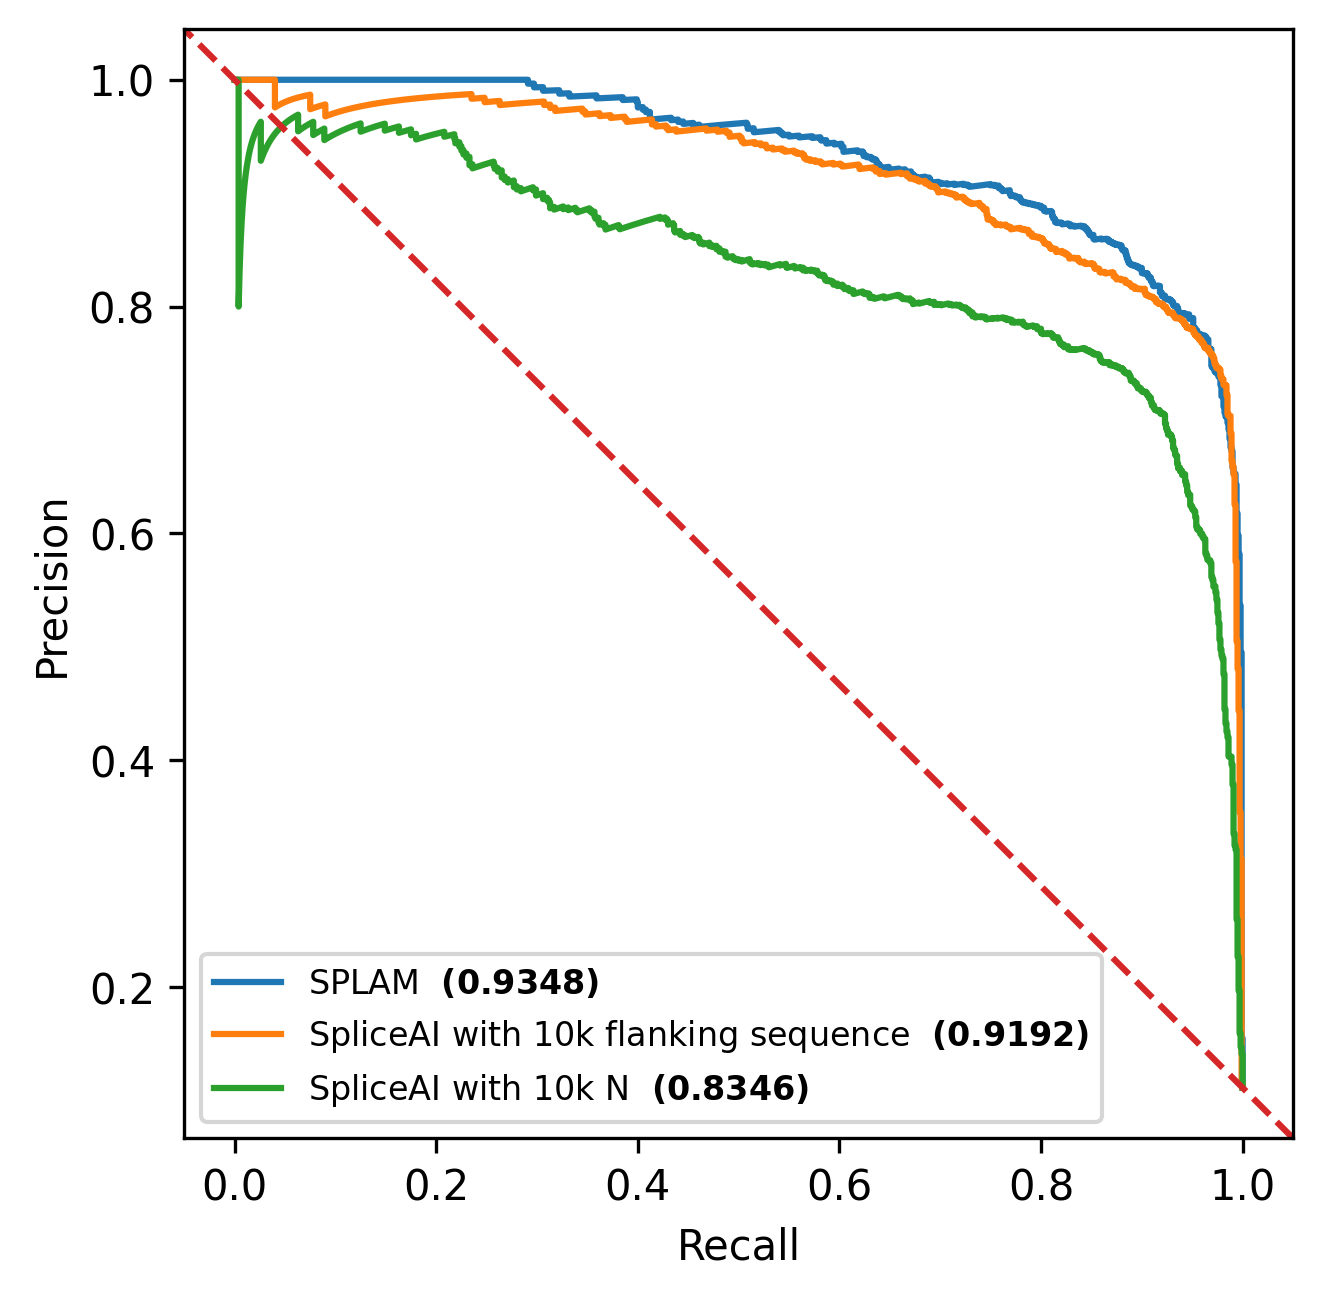 1.0
0.8
0.6
0.4
0.2
Precision
SPLAM (0.9348)
SpliceAI with 10k flanking sequence (0.9192)
SpliceAI with 10k N (0.8346)
0.0 0.2 0.4 0.6 0.8 1.0
Recall